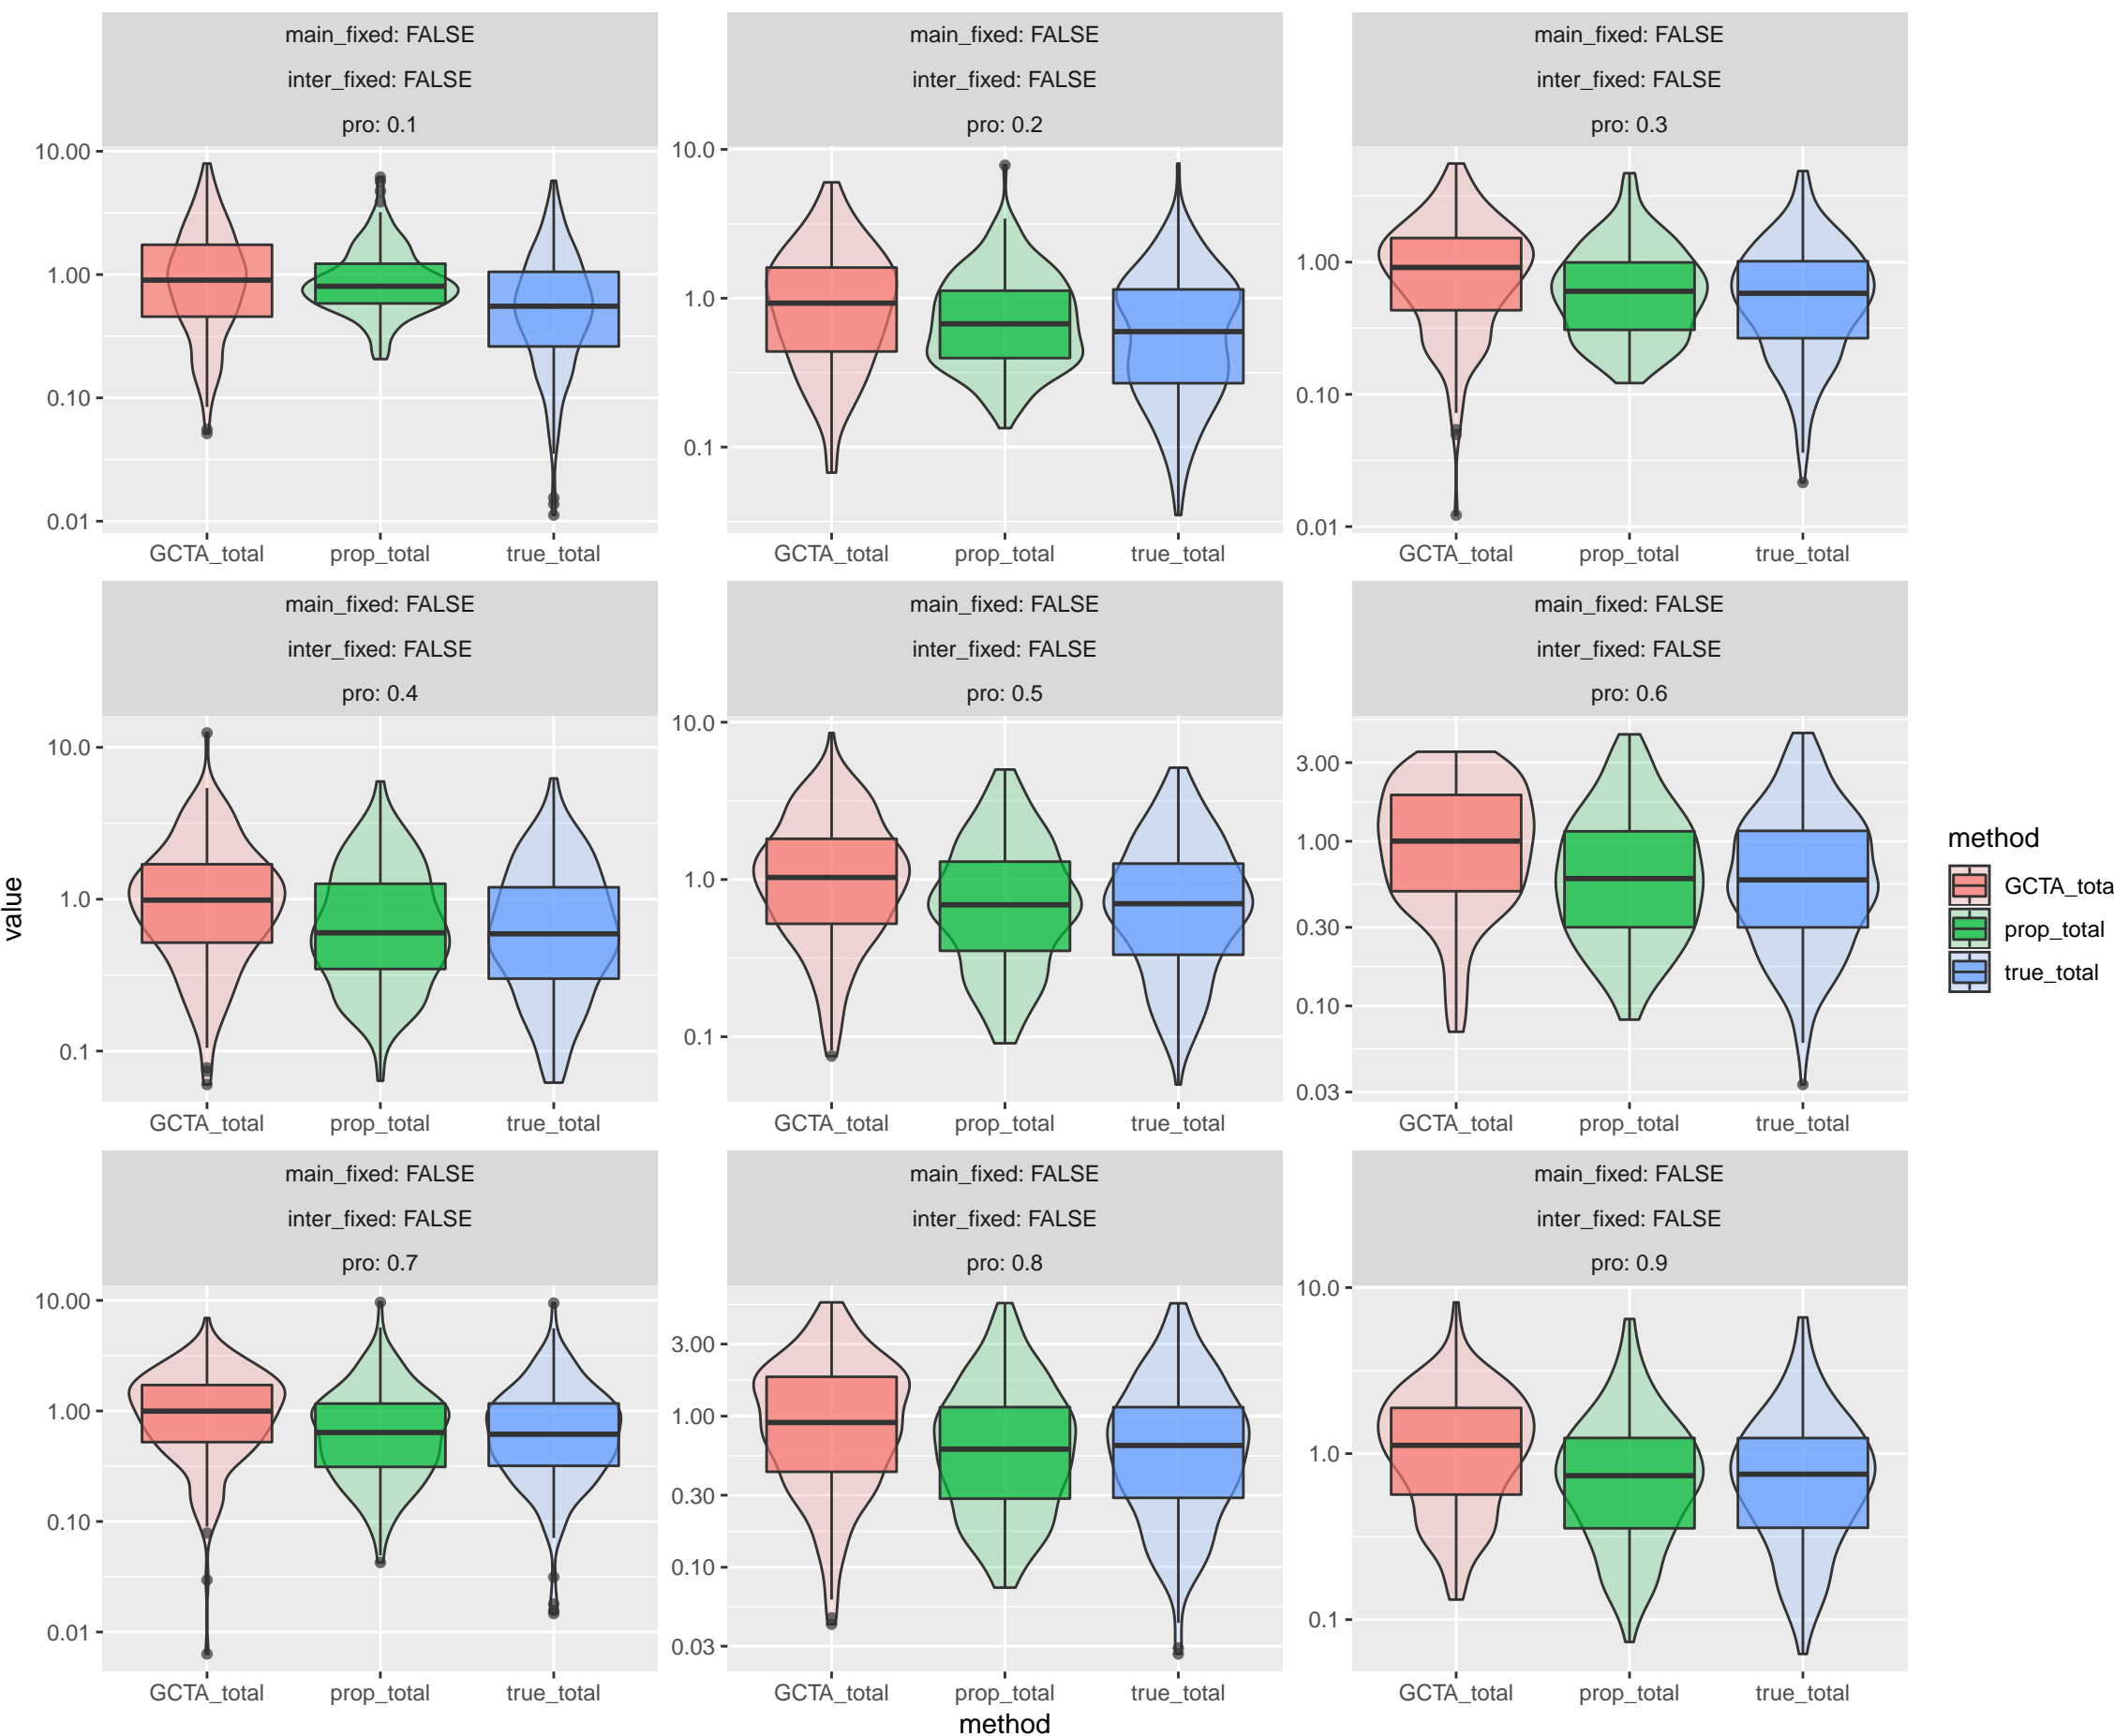 main_fixed: FALSE
inter_fixed: FALSE
pro: 0.1
main_fixed: FALSE
inter_fixed: FALSE
pro: 0.2
main_fixed: FALSE
inter_fixed: FALSE
pro: 0.3
10.00
1.00
0.10
0.01
GCTA_total
prop_total
true_total
10.0
1.0
0.1
GCTA_total
prop_total
true_total
1.00
0.10
0.01
GCTA_total
prop_total
true_total
main_fixed: FALSE
inter_fixed: FALSE
pro: 0.4
main_fixed: FALSE
inter_fixed: FALSE
pro: 0.5
main_fixed: FALSE
inter_fixed: FALSE
pro: 0.6
value
10.0
1.0
0.1
GCTA_total
prop_total
true_total
10.0
1.0
0.1
GCTA_total
prop_total
true_total
3.00
1.00
0.30
0.10
0.03
GCTA_total
prop_total
true_total
method
GCTA_tota
prop_total
true_total
main_fixed: FALSE
inter_fixed: FALSE
pro: 0.7
main_fixed: FALSE
inter_fixed: FALSE
pro: 0.8
main_fixed: FALSE
inter_fixed: FALSE
pro: 0.9
10.00
1.00
0.10
0.01
GCTA_total
prop_total
true_total
3.00
1.00
0.30
0.10
0.03
GCTA_total
prop_total
true_total
10.0
1.0
0.1
GCTA_total
prop_total
true_total
method